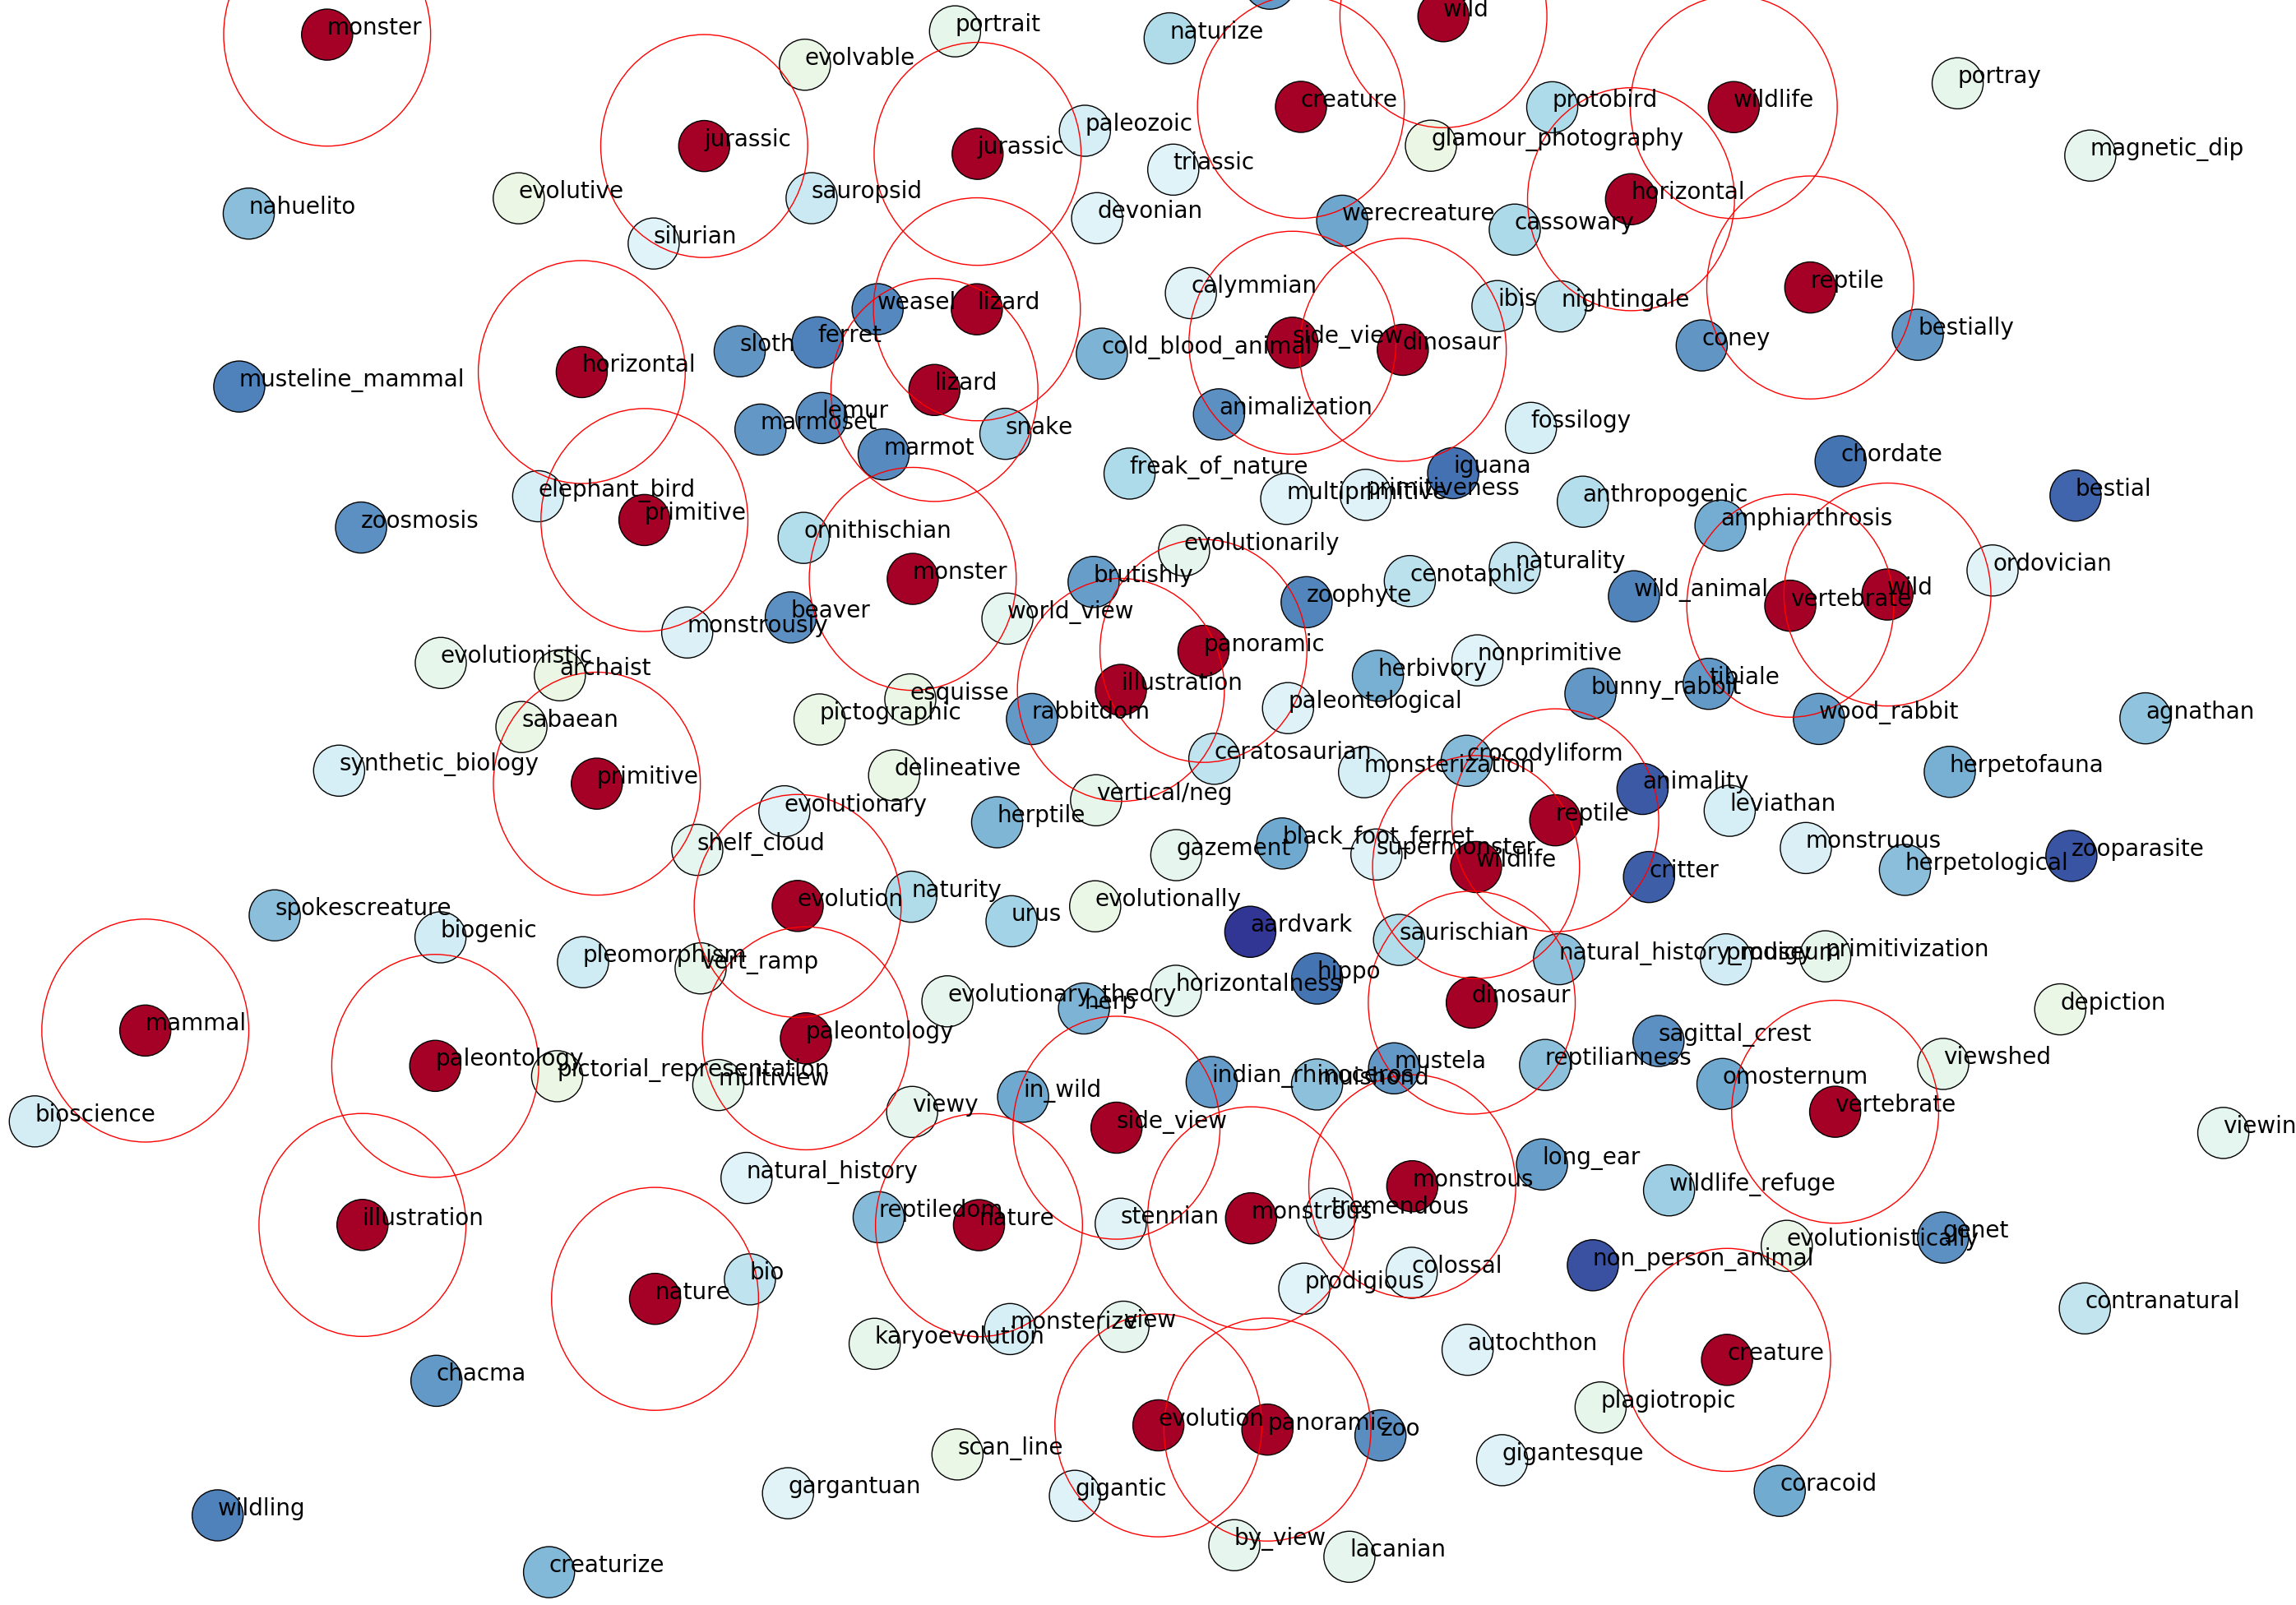 wild
monster
portrait
naturize
evolvable
portray
creature
protobird
wildlife
paleozoic
jurassic
jurassic
glamour_photography
magnetic_dip
triassic
evolutive
sauropsid
horizontal
nahuelito
devonian
werecreature
cassowary
silurian
reptile
calymmian
weasel
lizard
ibis
nightingale
bestially
ferret
sloth
cold_blood_animal
side_view
dinosaur
coney
horizontal
musteline_mammal
lizard
lemur
marmoset
animalization
snake
fossilogy
marmot
chordate
freak_of_nature
iguana
elephant_bird
multiprimitive
primitiveness
anthropogenic
bestial
primitive
zoosmosis
ornithischian
amphiarthrosis
evolutionarily
monster
brutishly
cenotaphic
naturality
ordovician
beaver
world_view
zoophyte
wild_animal
vertebrate
wild
monstrously
evolutionistic
archaist
panoramic
nonprimitive
illustration
herbivory
bunny_rabbit
tibiale
esquisse
sabaean
pictographic
rabbitdom
paleontological
wood_rabbit
agnathan
synthetic_biology
primitive
delineative
ceratosaurian
monsterization
crocodyliform
herpetofauna
vertical/neg
animality
evolutionary
herptile
reptile
leviathan
shelf_cloud
gazement
black_foot_ferret
supermonster
wildlife
monstruous
zooparasite
critter
herpetological
evolution
naturity
evolutionally
spokescreature
urus
aardvark
biogenic
saurischian
pleomorphism
vert_ramp
natural_history_museum
prodigy
primitivization
hippo
evolutionary_theory
herp
horizontalness
dinosaur
depiction
mammal
paleontology
sagittal_crest
paleontology
pictorial_representation
multiview
mustela
reptilianness
viewshed
indian_rhinoceros
muishond
omosternum
in_wild
bioscience
viewy
side_view
vertebrate
viewin
natural_history
long_ear
illustration
reptiledom
nature
stennian
monstrous
tremendous
monstrous
wildlife_refuge
evolutionistically
genet
nature
bio
prodigious
colossal
non_person_animal
contranatural
karyoevolution
monsterize
view
autochthon
creature
chacma
evolution
panoramic
zoo
plagiotropic
scan_line
gigantesque
gargantuan
gigantic
coracoid
wildling
by_view
lacanian
creaturize